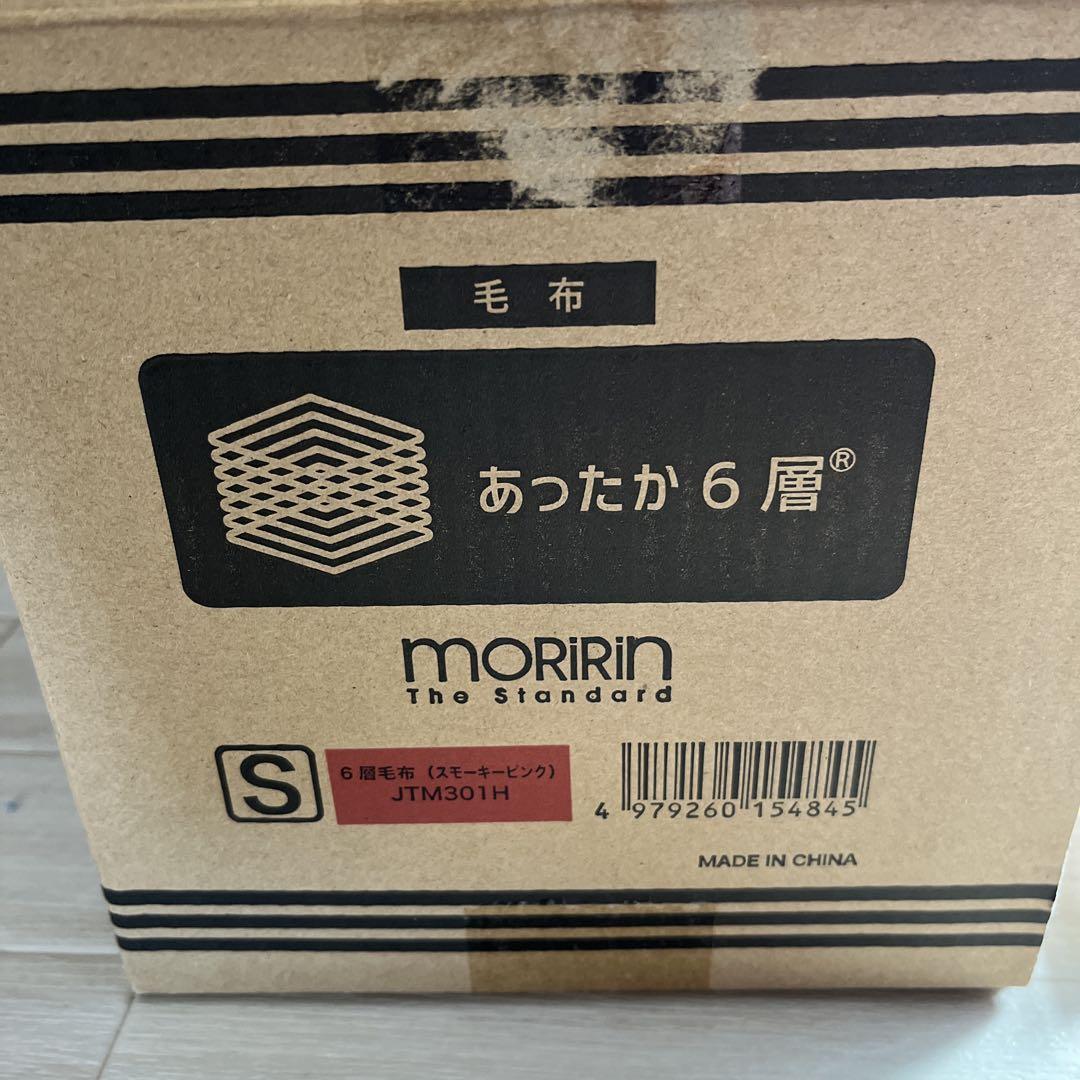 毛布
あったか6層®
moRiRin
The Standard
S
6層毛布（スモーキーピンク）
JTM301H
4 979260 154845
MADE IN CHINA